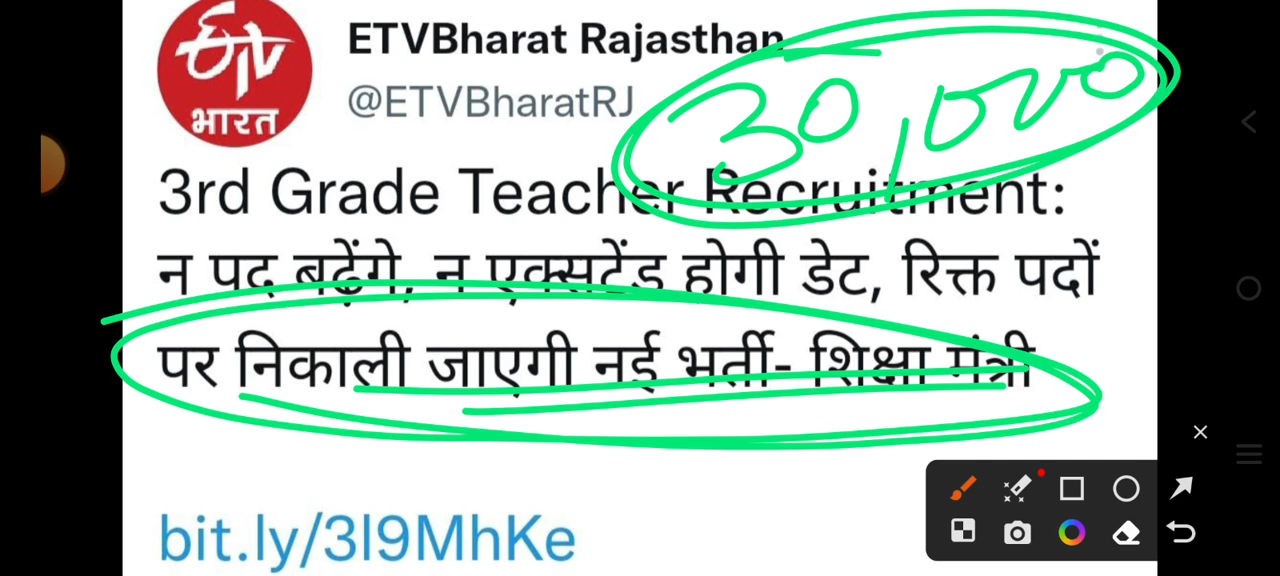 ETV
भारत
ETVBharat Rajasthan
@ETVBharatRJ
30,000
3rd Grade Teacher Recruitment:
न पद बढ़ेंगे, न एक्सटेंड होगी डेट, रिक्त पदों
पर निकाली जाएगी नई भर्ती- शिक्षा मंत्री
bit.ly/3l9MhKe